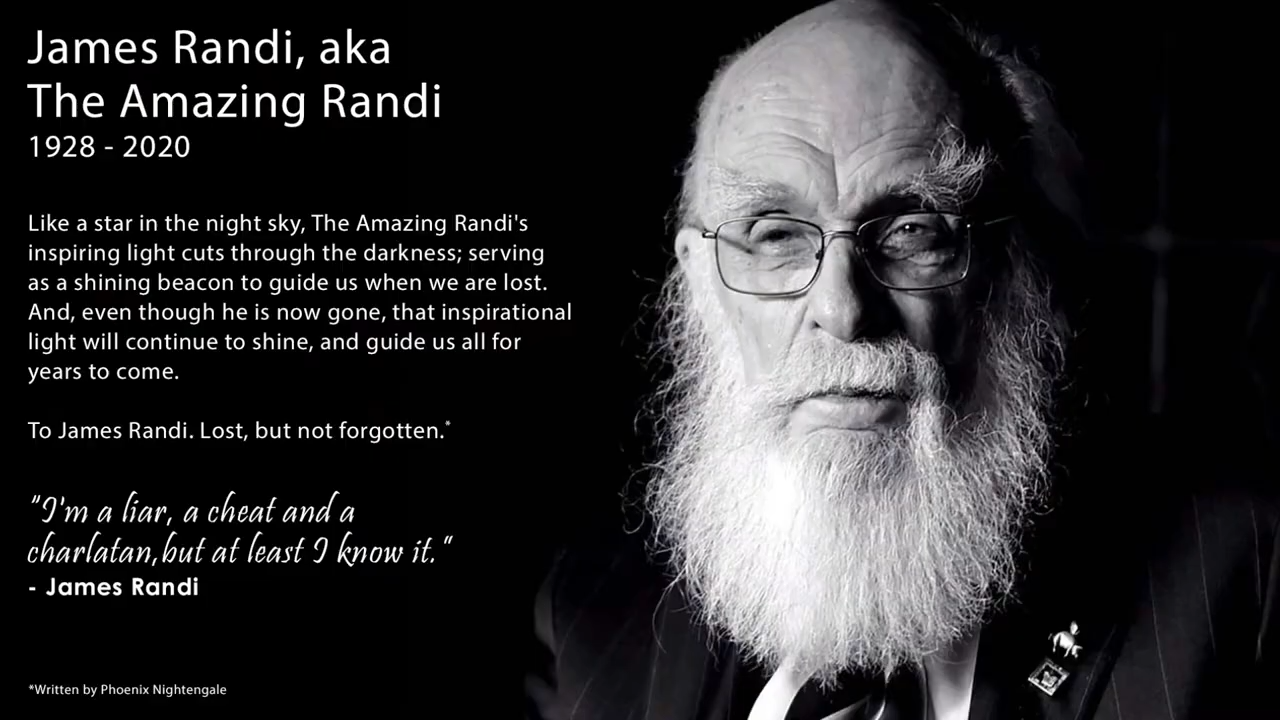 James Randi, aka
The Amazing Randi
1928 - 2020
Like a star in the night sky, The Amazing Randi's
inspiring light cuts through the darkness; serving
as a shining beacon to guide us when we are lost.
And, even though he is now gone, that inspirational
light will continue to shine, and guide us all for
years to come.
To James Randi. Lost, but not forgotten.*
"I'm a liar, a cheat and a
charlatan,but at least I know it."
- James Randi
*Written by Phoenix Nightengale